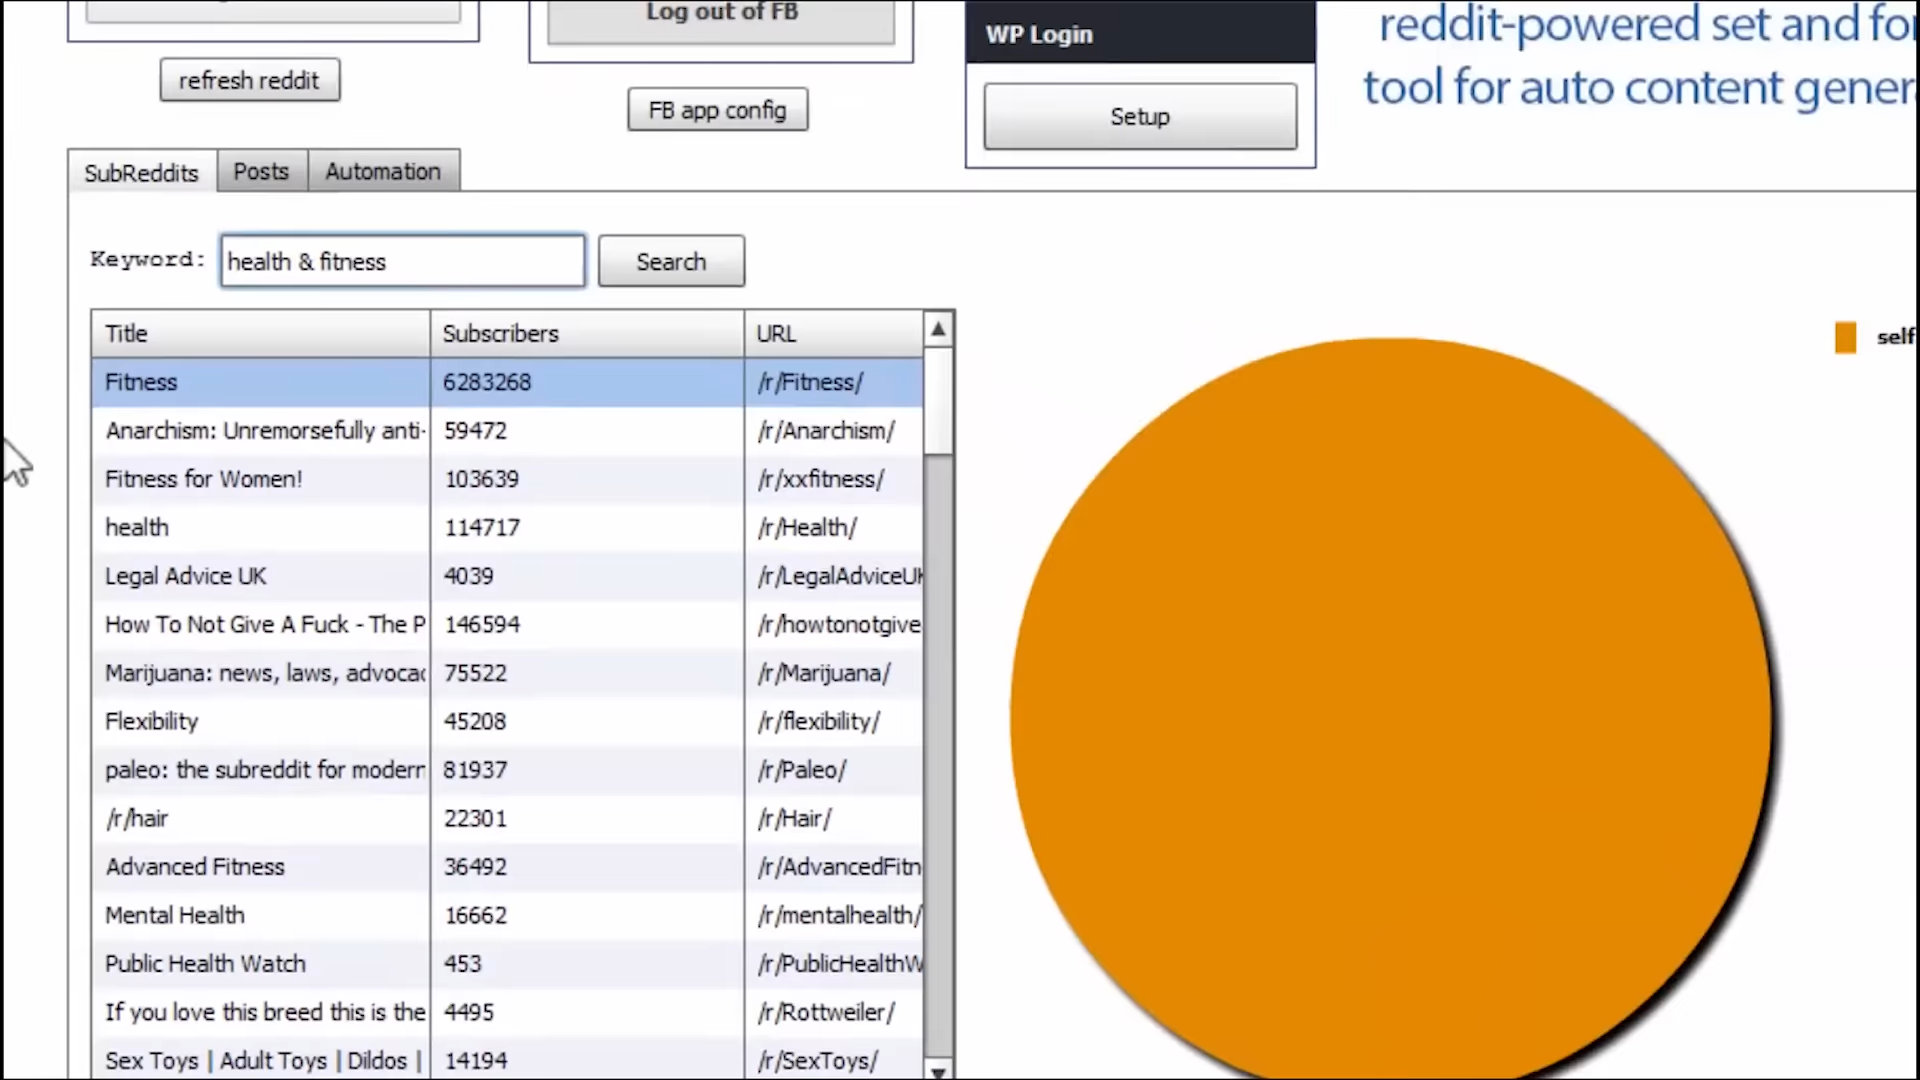 Log out of FB
WP Login
reddit-powered set and for
tool for auto content genera
refresh reddit
FB app config
Setup
SubReddits Posts Automation
Keyword: health & fitness Search
Title Subscribers URL
Fitness 6283268 /r/Fitness/
Anarchism: Unremorsefully anti- 59472 /r/Anarchism/
Fitness for Women! 103639 /r/xxfitness/
health 114717 /r/Health/
Legal Advice UK 4039 /r/LegalAdviceUK
How To Not Give A Fuck - The P 146594 /r/howtonotgive
Marijuana: news, laws, advocac 75522 /r/Marijuana/
Flexibility 45208 /r/flexibility/
paleo: the subreddit for modern 81937 /r/Paleo/
/r/hair 22301 /r/Hair/
Advanced Fitness 36492 /r/AdvancedFitn
Mental Health 16662 /r/mentalhealth/
Public Health Watch 453 /r/PublicHealthW
If you love this breed this is the 4495 /r/Rottweiler/
Sex Toys | Adult Toys | Dildos | 14194 /r/SexToys/
self